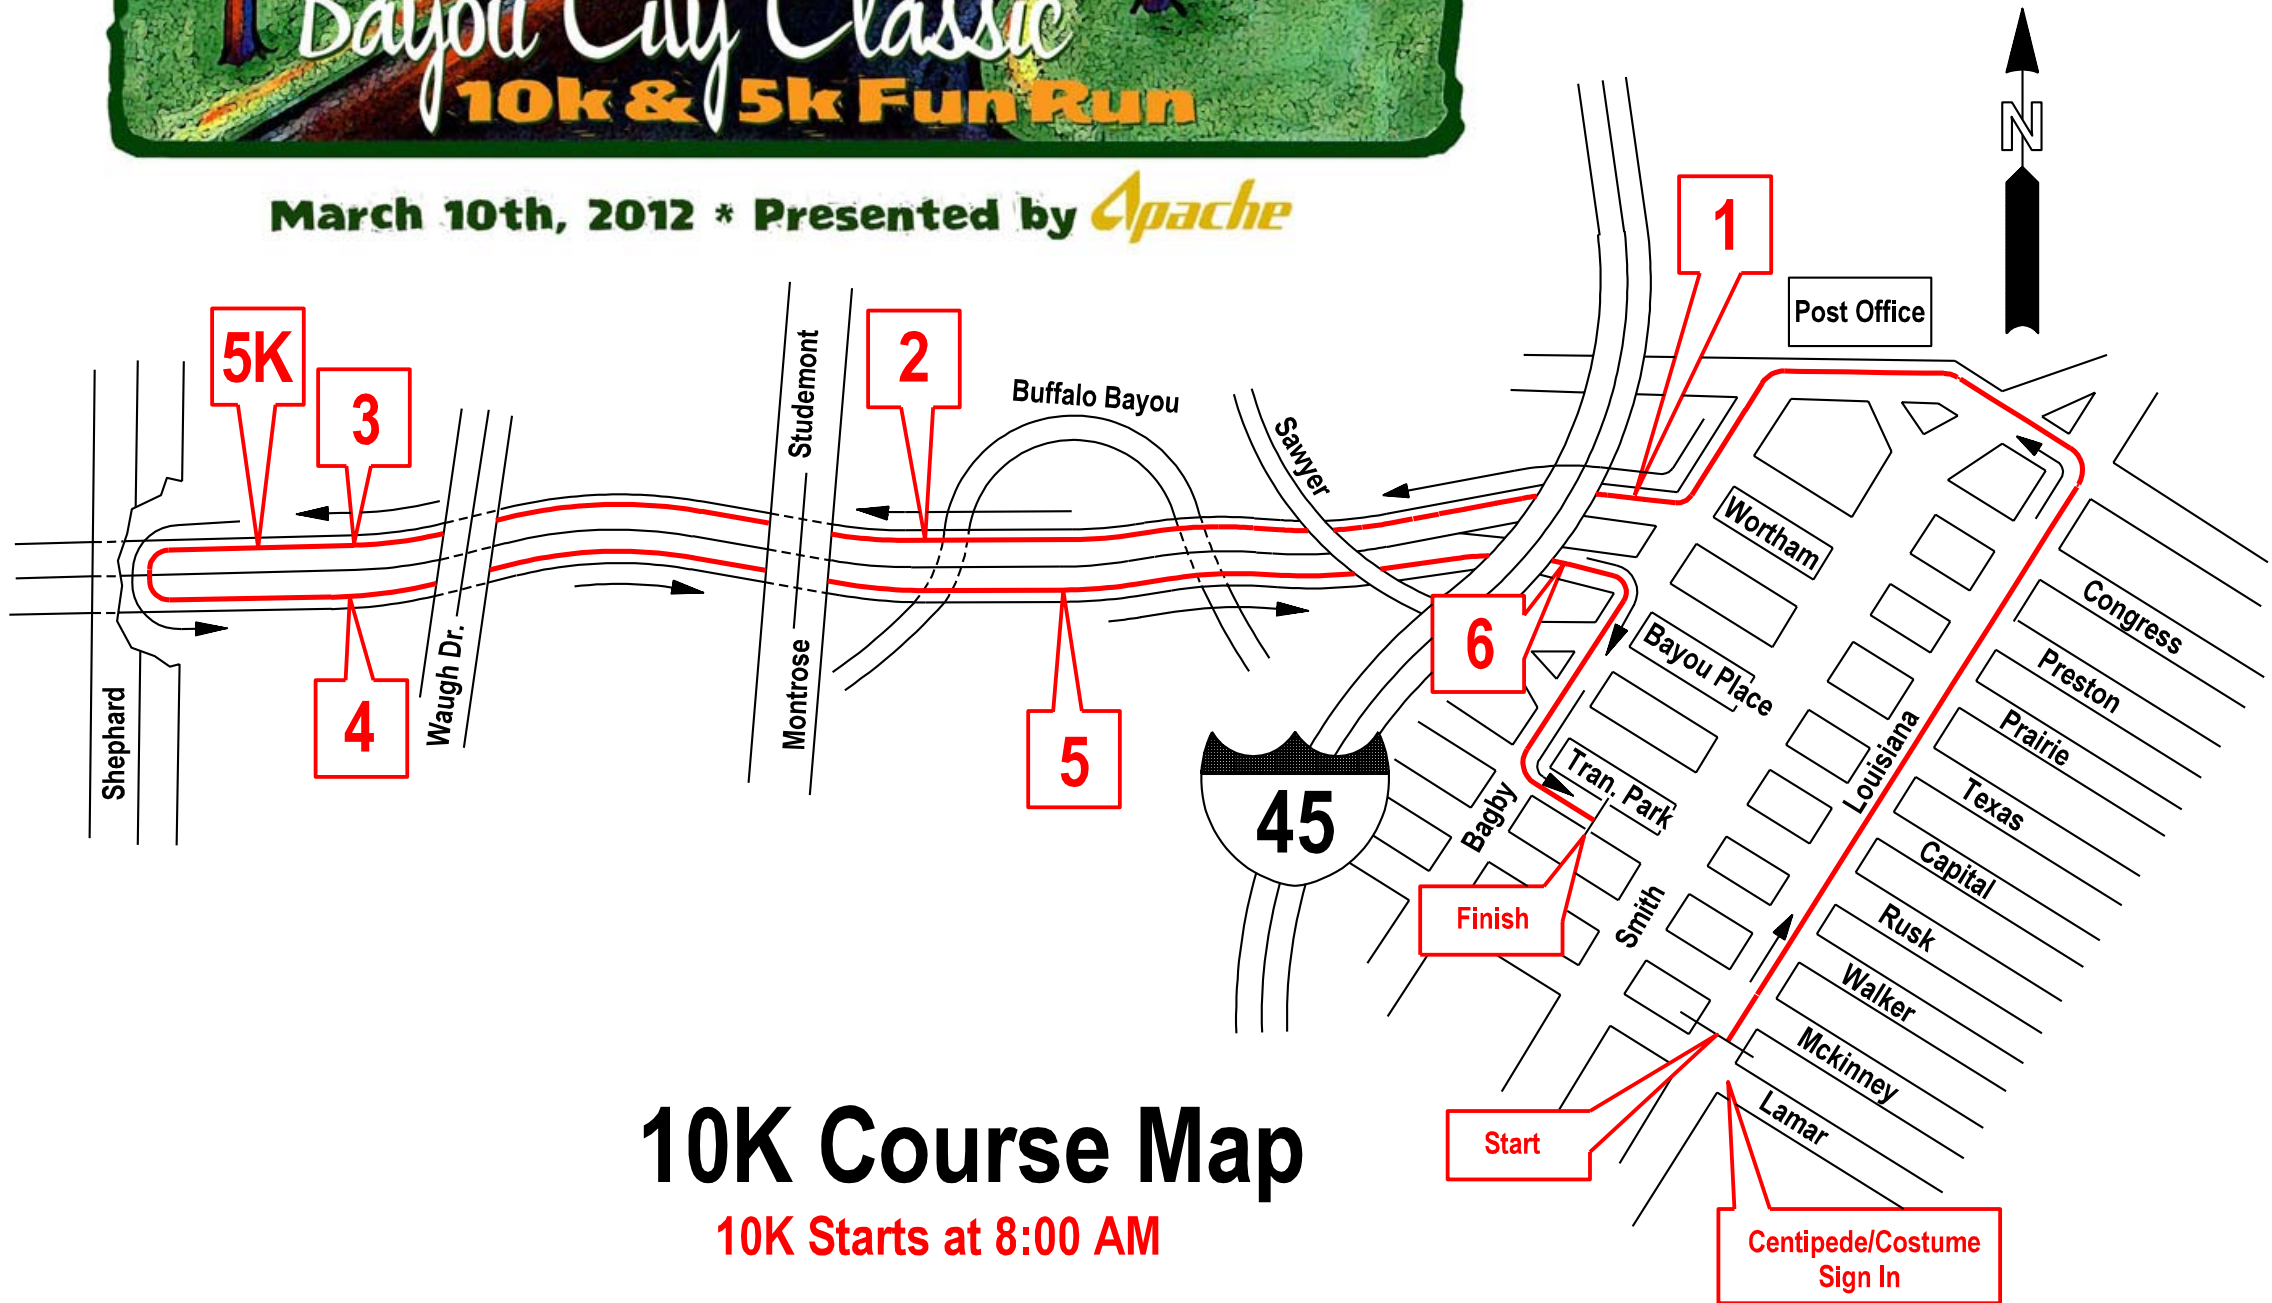 Bayou City Classic
10k & 5k Fun Run
March 10th, 2012 * Presented by Apache
N
1
Post Office
5K
3
2
Studemont
Buffalo Bayou
Sawyer
Wortham
Congress
Preston
Prairie
Texas
Capital
Rusk
Walker
Mckinney
Lamar
Louisiana
Bayou Place
Tran. Park
6
Bagby
Smith
4
Waugh Dr.
Montrose
5
Shephard
45
Finish
Start
Centipede/Costume
Sign In
10K Course Map
10K Starts at 8:00 AM